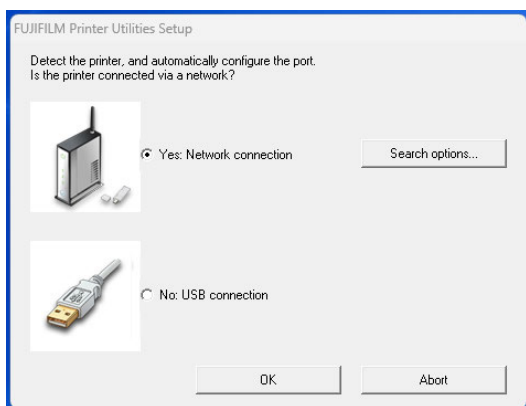 FUJIFILM Printer Utilities Setup
Detect the printer, and automatically configure the port.
Is the printer connected via a network?
Yes: Network connection
Search options...
No: USB connection
OK
Abort